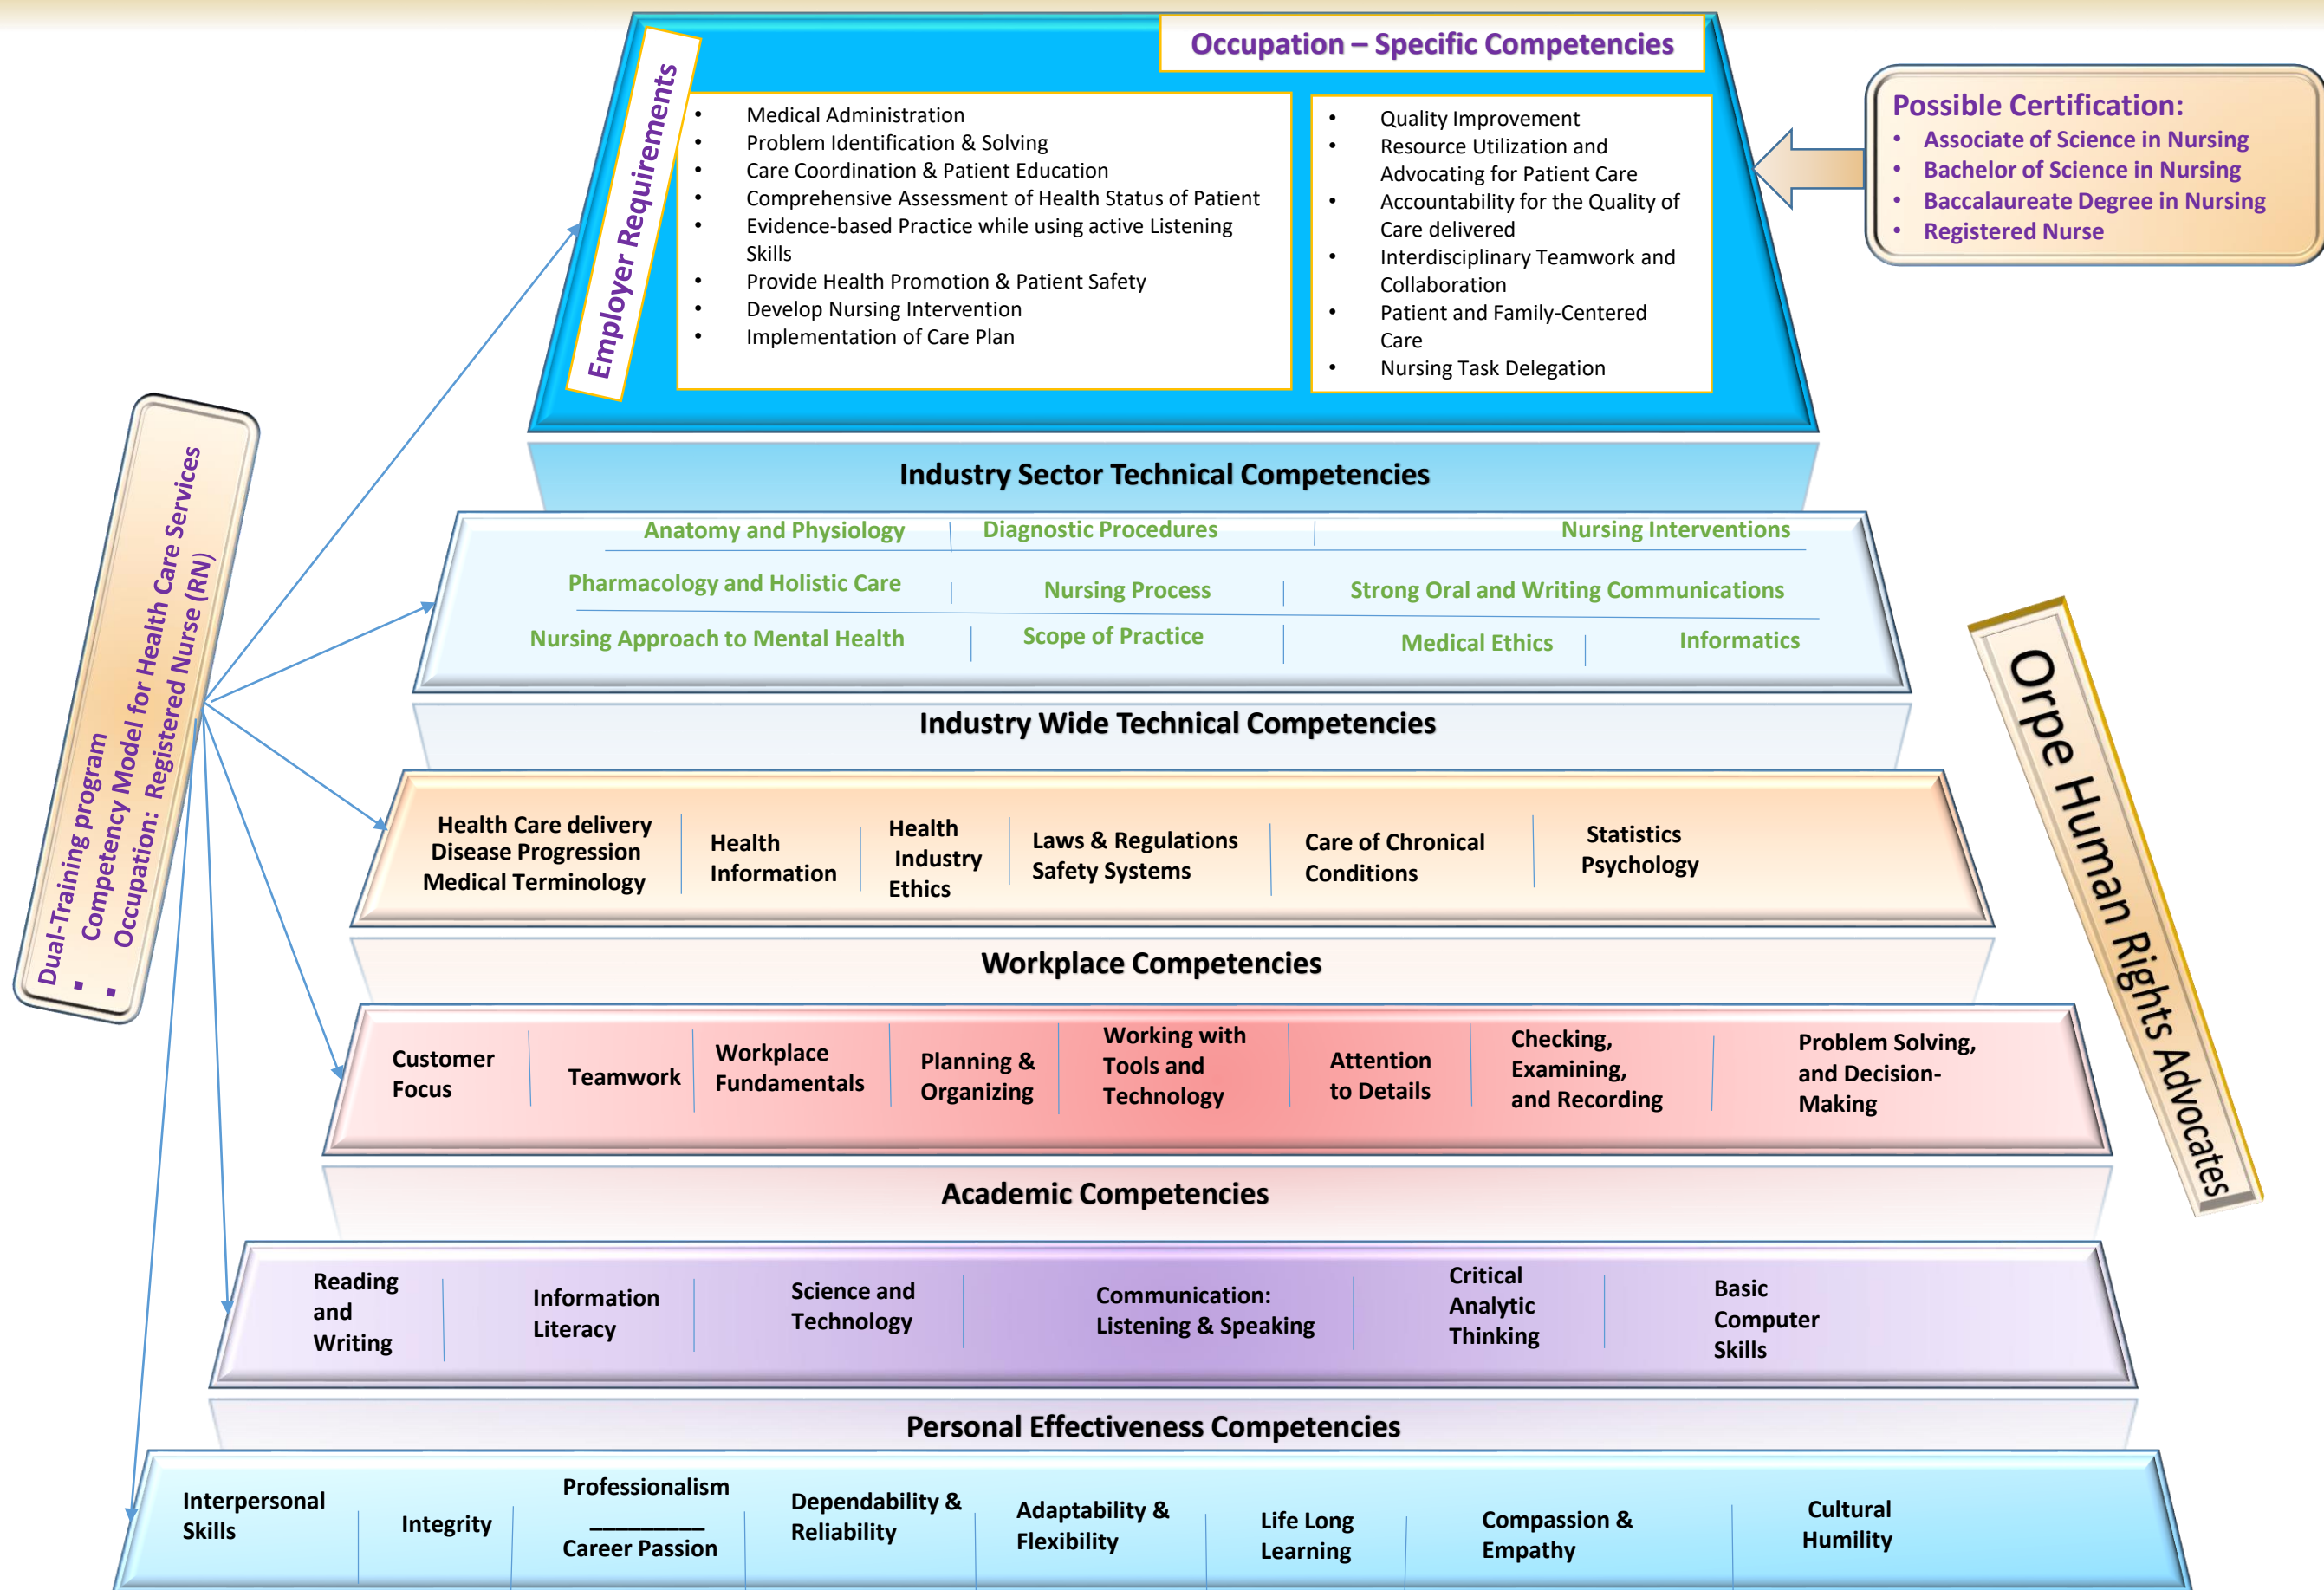 Occupation – Specific Competencies
Employer Requirements
• Medical Administration
• Problem Identification & Solving
• Care Coordination & Patient Education
• Comprehensive Assessment of Health Status of Patient
• Evidence-based Practice while using active Listening
Skills
• Provide Health Promotion & Patient Safety
• Develop Nursing Intervention
• Implementation of Care Plan
• Quality Improvement
• Resource Utilization and
Advocating for Patient Care
• Accountability for the Quality of
Care delivered
• Interdisciplinary Teamwork and
Collaboration
• Patient and Family-Centered
Care
• Nursing Task Delegation
Possible Certification:
• Associate of Science in Nursing
• Bachelor of Science in Nursing
• Baccalaureate Degree in Nursing
• Registered Nurse
Dual-Training program
▪ Competency Model for Health Care Services
▪ Occupation: Registered Nurse (RN)
Industry Sector Technical Competencies
Anatomy and Physiology
Diagnostic Procedures
Nursing Interventions
Pharmacology and Holistic Care
Nursing Process
Strong Oral and Writing Communications
Nursing Approach to Mental Health
Scope of Practice
Medical Ethics
Informatics
Orpe Human Rights Advocates
Industry Wide Technical Competencies
Health Care delivery
Disease Progression
Medical Terminology
Health
Information
Health
Industry
Ethics
Laws & Regulations
Safety Systems
Care of Chronical
Conditions
Statistics
Psychology
Workplace Competencies
Customer
Focus
Teamwork
Workplace
Fundamentals
Planning &
Organizing
Working with
Tools and
Technology
Attention
to Details
Checking,
Examining,
and Recording
Problem Solving,
and Decision-
Making
Academic Competencies
Reading
and
Writing
Information
Literacy
Science and
Technology
Communication:
Listening & Speaking
Critical
Analytic
Thinking
Basic
Computer
Skills
Personal Effectiveness Competencies
Interpersonal
Skills
Integrity
Professionalism
Career Passion
Dependability &
Reliability
Adaptability &
Flexibility
Life Long
Learning
Compassion &
Empathy
Cultural
Humility